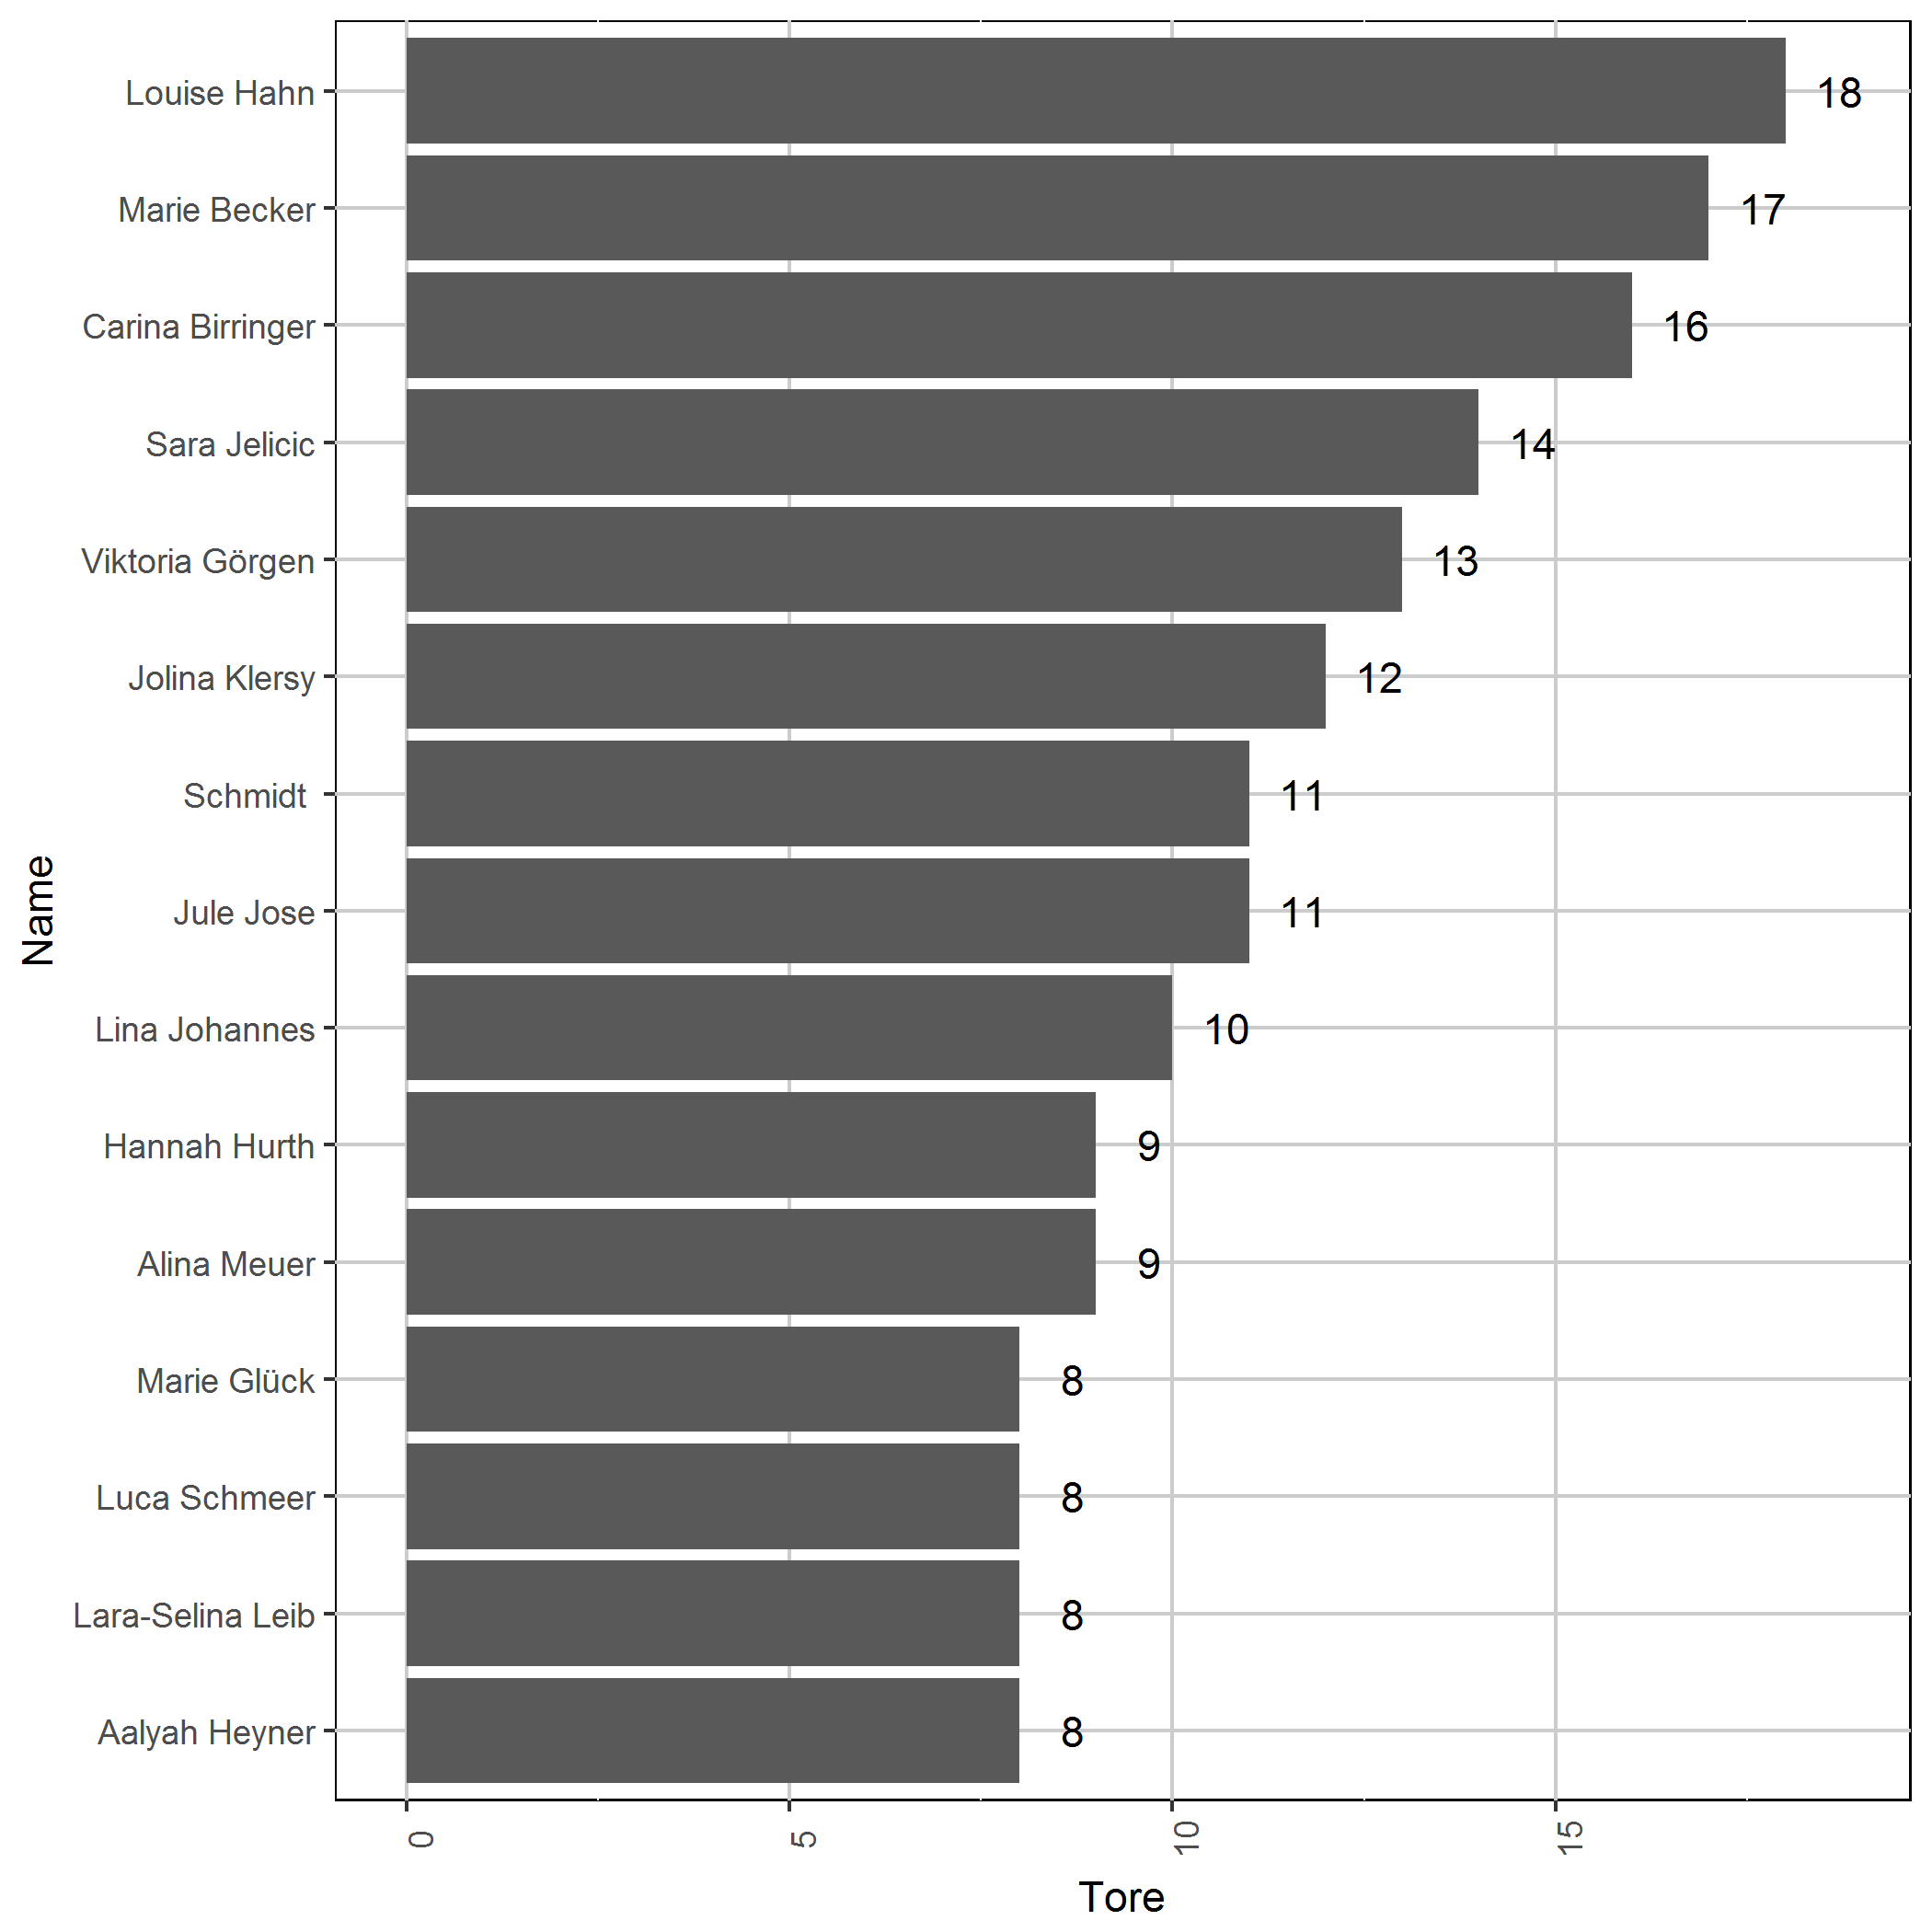 Louise Hahn 18
Marie Becker 17
Carina Birringer 16
Sara Jelicic 14
Viktoria Görgen 13
Jolina Klersy 12
Schmidt 11
Jule Jose 11
Lina Johannes 10
Hannah Hurth 9
Alina Meuer 9
Marie Glück 8
Luca Schmeer 8
Lara-Selina Leib 8
Aalyah Heyner 8
Name
0 5 10 15
Tore